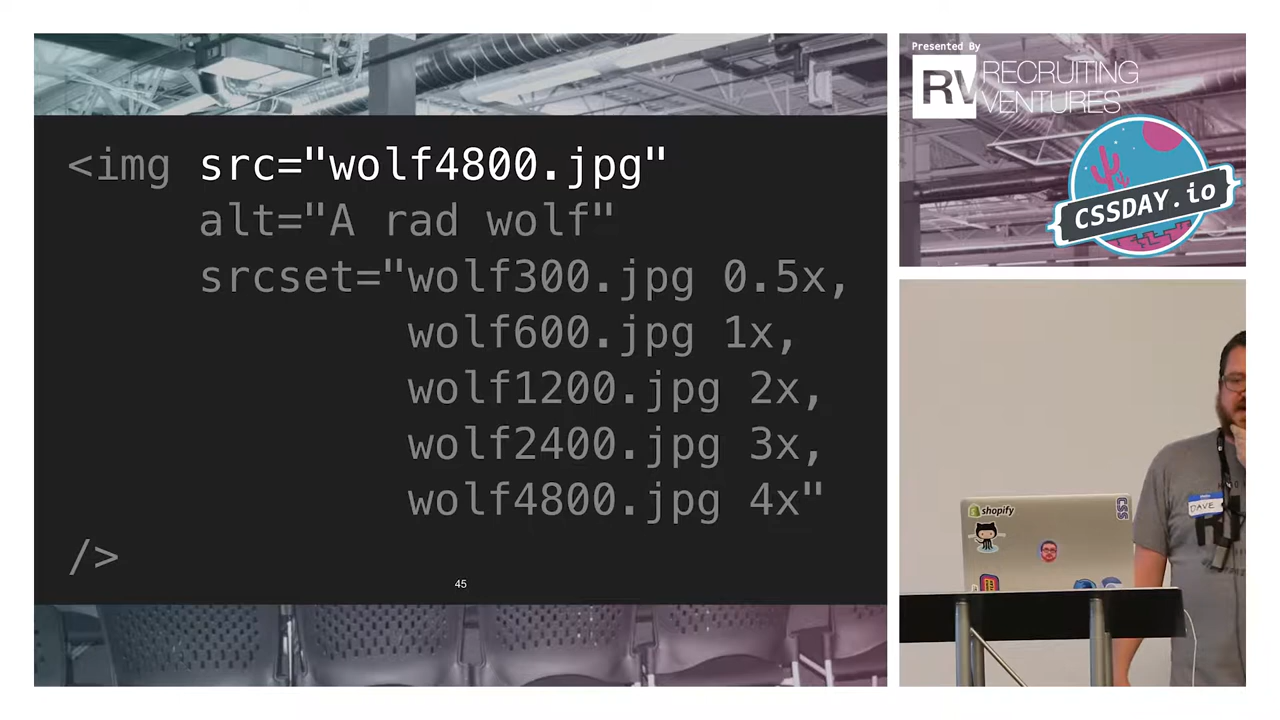 <img src="wolf4800.jpg"
alt="A rad wolf"
srcset="wolf300.jpg 0.5x,
wolf600.jpg 1x,
wolf1200.jpg 2x,
wolf2400.jpg 3x,
wolf4800.jpg 4x"
/>
45
Presented By
RV RECRUITING
VENTURES
{CSSDAY.io}
shopify
CSS
DAVE